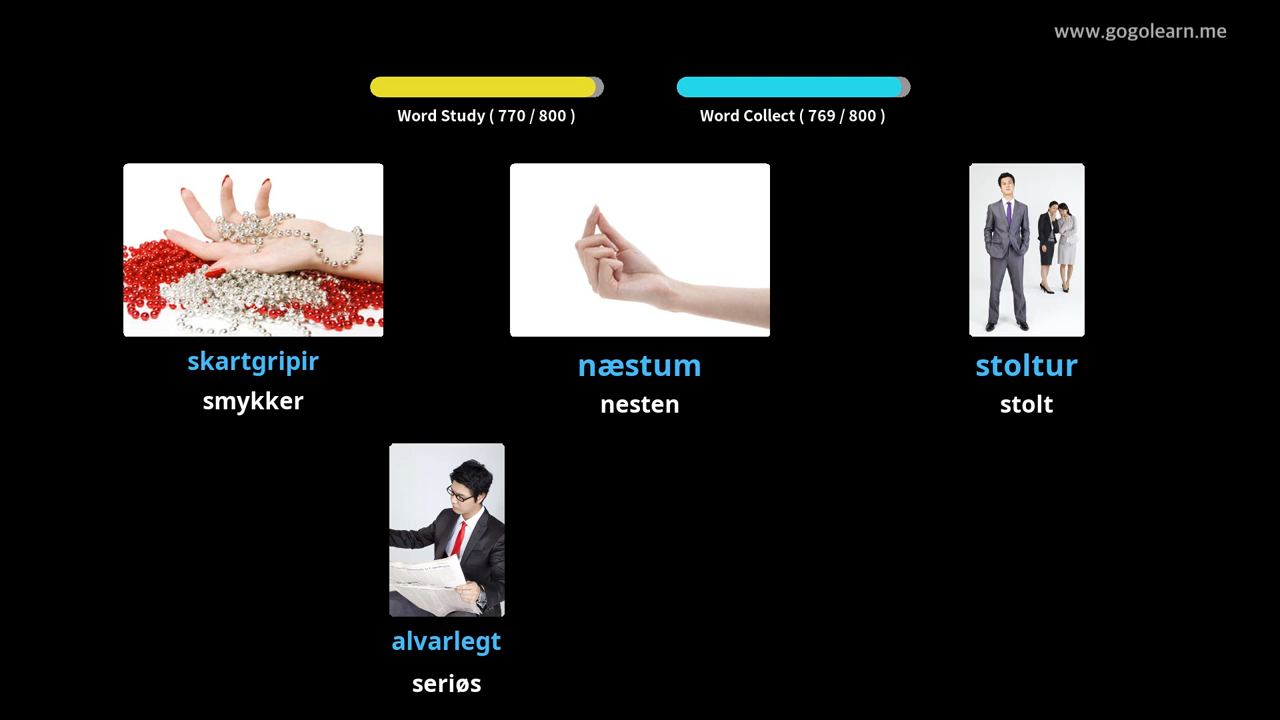 www.gogolearn.me
Word Study ( 770 / 800 )
Word Collect ( 769 / 800 )
skartgripir
smykker
næstum
nesten
stoltur
stolt
alvarlegt
seriøs